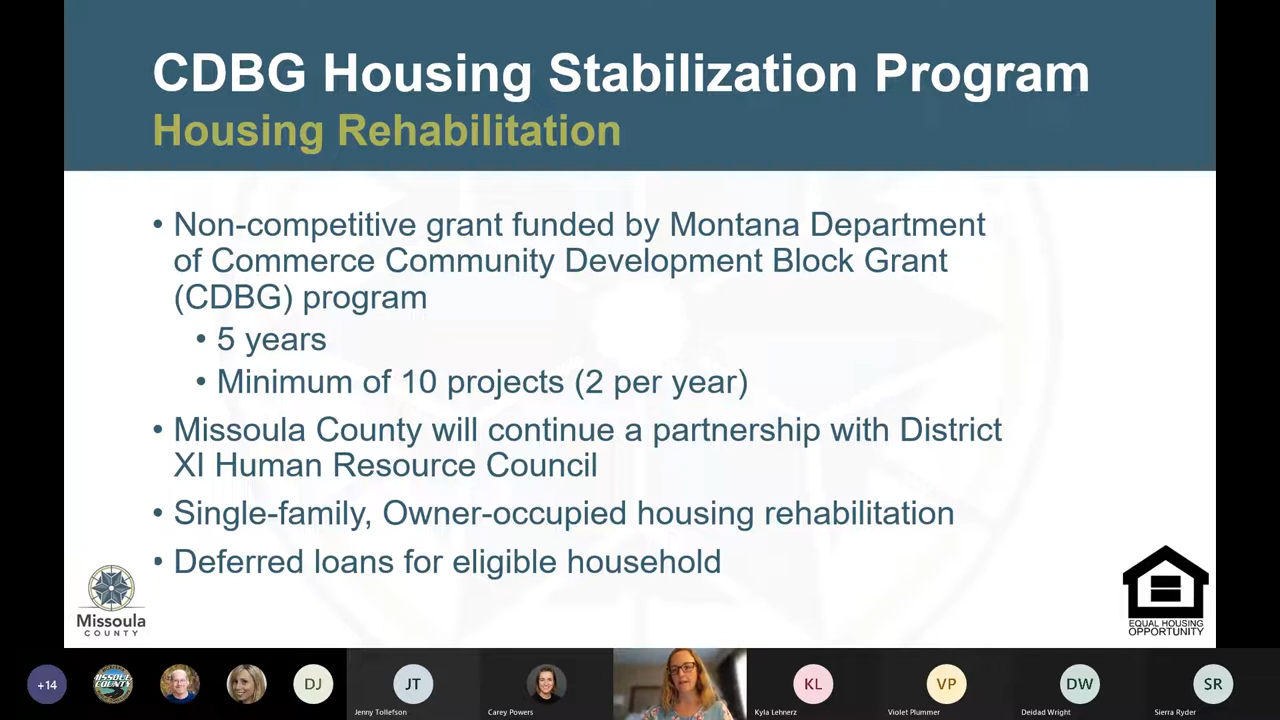 CDBG Housing Stabilization Program
Housing Rehabilitation
• Non-competitive grant funded by Montana Department
of Commerce Community Development Block Grant
(CDBG) program
• 5 years
• Minimum of 10 projects (2 per year)
• Missoula County will continue a partnership with District
XI Human Resource Council
• Single-family, Owner-occupied housing rehabilitation
• Deferred loans for eligible household
Missoula
COUNTY
EQUAL HOUSING
OPPORTUNITY
+14
DJ
JT
Jenny Tollefson
Carey Powers
KL
Kyla Lehnerz
VP
Violet Plummer
DW
Deidad Wright
SR
Sierra Ryder